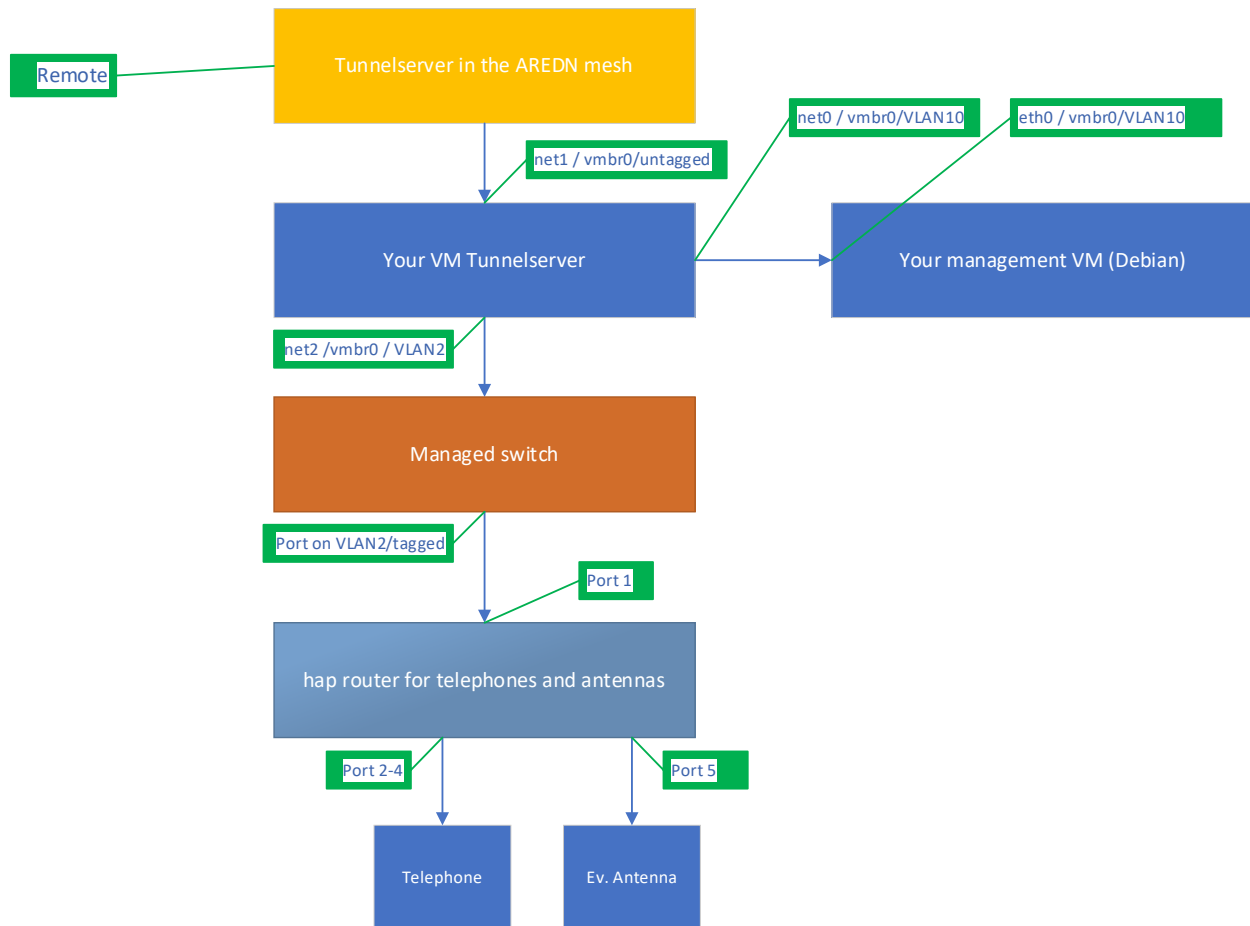 Tunnelserver in the AREDN mesh
Remote
net0 / vmbr0/VLAN10
eth0 / vmbr0/VLAN10
net1 / vmbr0/untagged
Your VM Tunnelserver
Your management VM (Debian)
net2 /vmbr0 / VLAN2
Managed switch
Port on VLAN2/tagged
Port 1
hap router for telephones and antennas
Port 2-4
Port 5
Telephone
Ev. Antenna